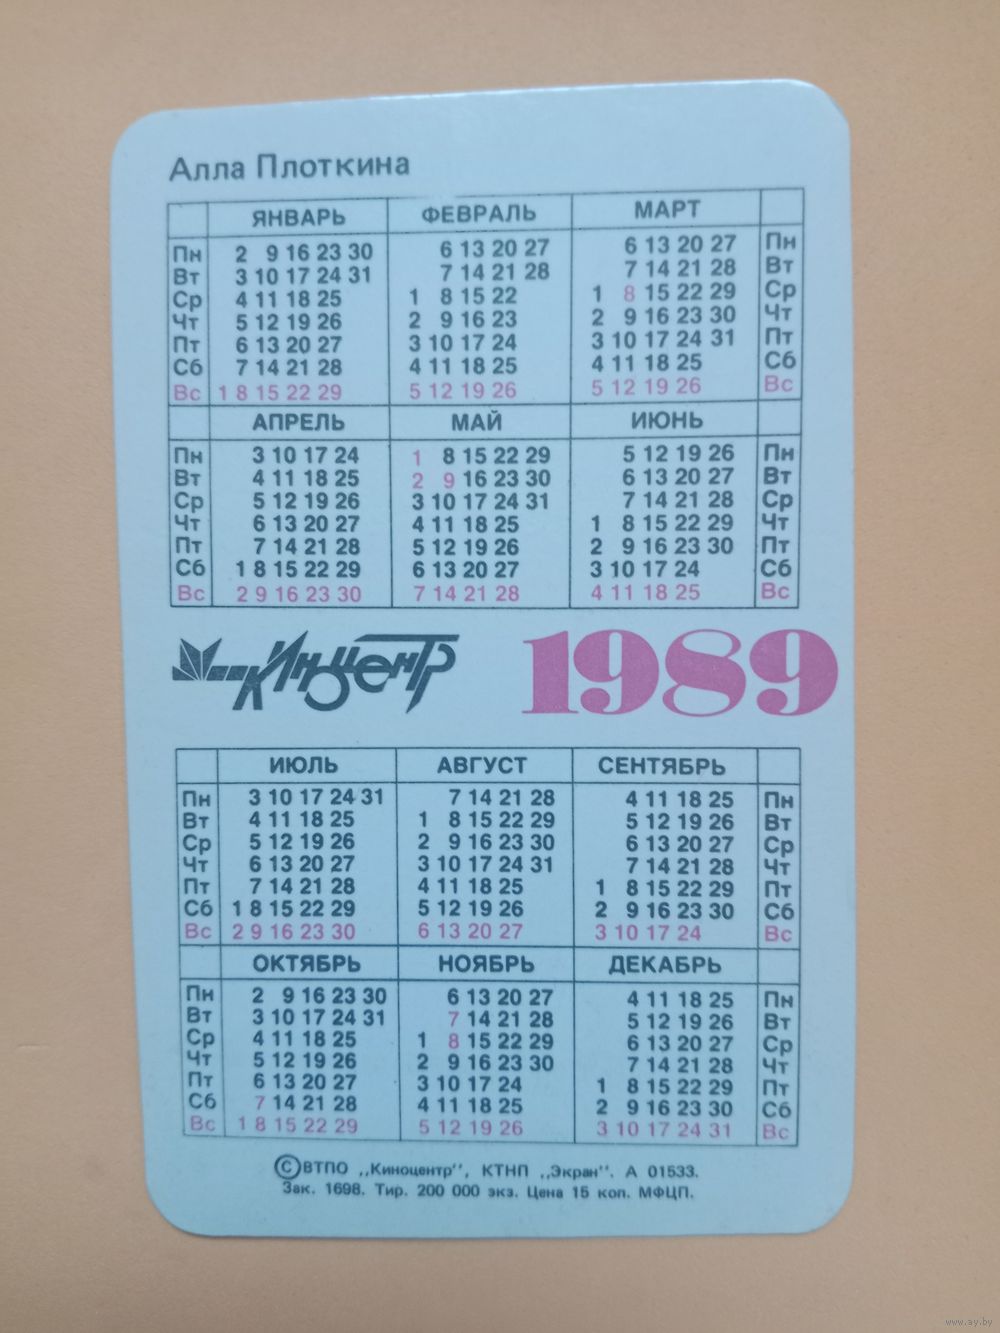 Алла Плоткина
ЯНВАРЬ ФЕВРАЛЬ МАРТ
Пн 2 9 16 23 30 6 13 20 27 6 13 20 27 Пн
Вт 3 10 17 24 31 7 14 21 28 7 14 21 28 Вт
Ср 4 11 18 25 1 8 15 22 1 8 15 22 29 Ср
Чт 5 12 19 26 2 9 16 23 2 9 16 23 30 Чт
Пт 6 13 20 27 3 10 17 24 3 10 17 24 31 Пт
Сб 7 14 21 28 4 11 18 25 4 11 18 25 Сб
Вс 1 8 15 22 29 5 12 19 26 5 12 19 26 Вс
АПРЕЛЬ МАЙ ИЮНЬ
Пн 3 10 17 24 1 8 15 22 29 5 12 19 26 Пн
Вт 4 11 18 25 2 9 16 23 30 6 13 20 27 Вт
Ср 5 12 19 26 3 10 17 24 31 7 14 21 28 Ср
Чт 6 13 20 27 4 11 18 25 1 8 15 22 29 Чт
Пт 7 14 21 28 5 12 19 26 2 9 16 23 30 Пт
Сб 1 8 15 22 29 6 13 20 27 3 10 17 24 Сб
Вс 2 9 16 23 30 7 14 21 28 4 11 18 25 Вс
Киноцентр 1989
ИЮЛЬ АВГУСТ СЕНТЯБРЬ
Пн 3 10 17 24 31 7 14 21 28 4 11 18 25 Пн
Вт 4 11 18 25 1 8 15 22 29 5 12 19 26 Вт
Ср 5 12 19 26 2 9 16 23 30 6 13 20 27 Ср
Чт 6 13 20 27 3 10 17 24 31 7 14 21 28 Чт
Пт 7 14 21 28 4 11 18 25 1 8 15 22 29 Пт
Сб 1 8 15 22 29 5 12 19 26 2 9 16 23 30 Сб
Вс 2 9 16 23 30 6 13 20 27 3 10 17 24 Вс
ОКТЯБРЬ НОЯБРЬ ДЕКАБРЬ
Пн 2 9 16 23 30 6 13 20 27 4 11 18 25 Пн
Вт 3 10 17 24 31 7 14 21 28 5 12 19 26 Вт
Ср 4 11 18 25 1 8 15 22 29 6 13 20 27 Ср
Чт 5 12 19 26 2 9 16 23 30 7 14 21 28 Чт
Пт 6 13 20 27 3 10 17 24 1 8 15 22 29 Пт
Сб 7 14 21 28 4 11 18 25 2 9 16 23 30 Сб
Вс 1 8 15 22 29 5 12 19 26 3 10 17 24 31 Вс
©ВТПО „Киноцентр", КТНП „Экран". А 01533.
Зак. 1698. Тир. 200 000 экз. Цена 15 коп. МФЦП.
www.ay.by